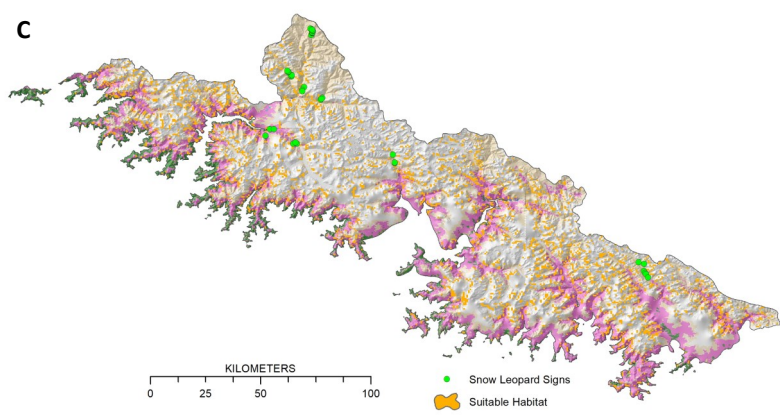 C
KILOMETERS
0 25 50 100
Snow Leopard Signs
Suitable Habitat